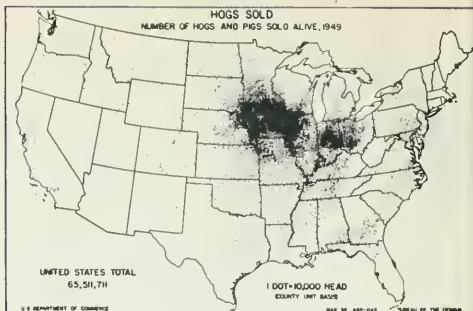 HOGS SOLD
NUMBER OF HOGS AND PIGS SOLD ALIVE, 1949
UNITED STATES TOTAL
65,511,711
1 DOT=10,000 HEAD
(COUNTY UNIT BASIS)
U S DEPARTMENT OF COMMERCE
BUREAU OF THE CENSUS